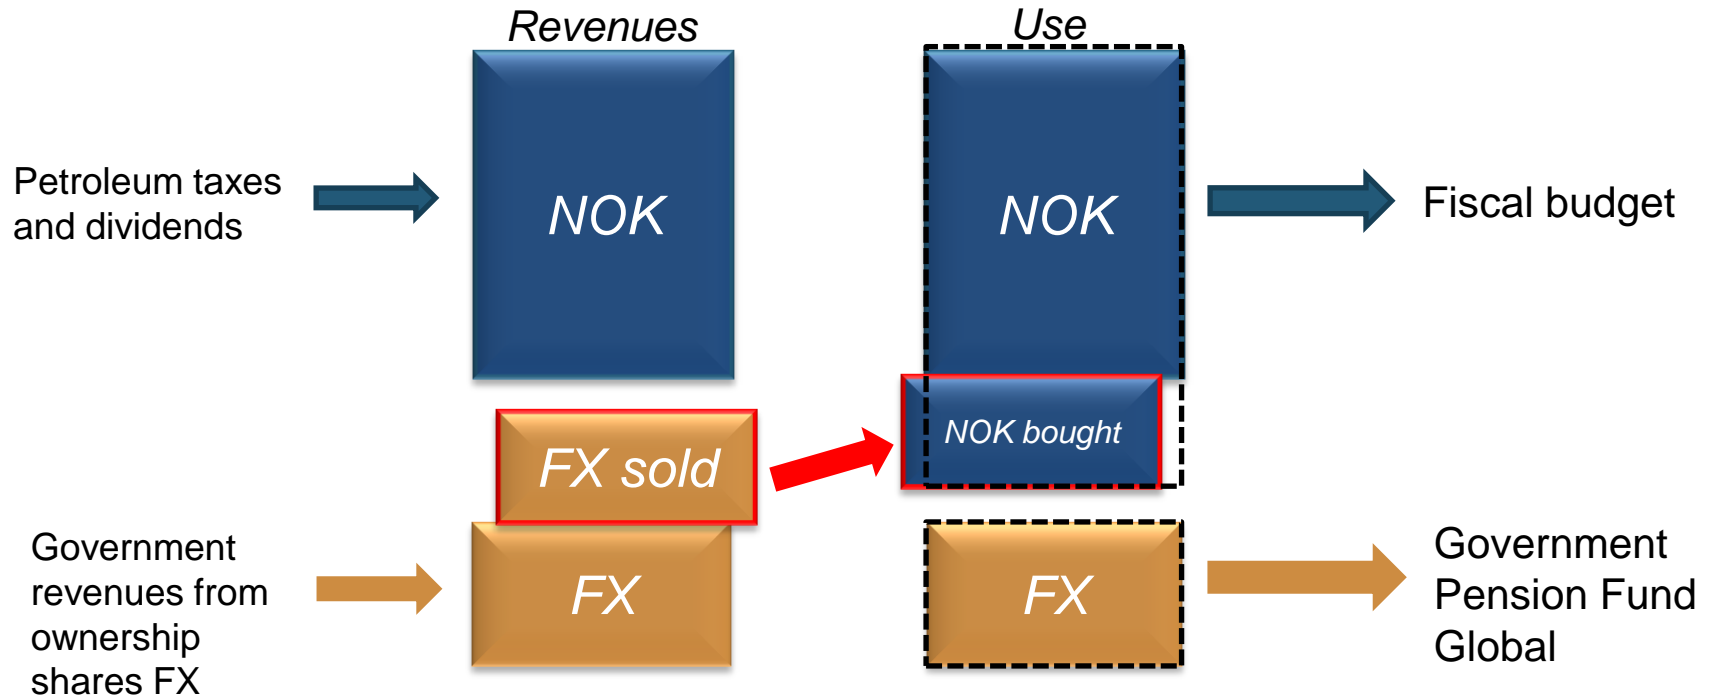 Revenues
Use
Petroleum taxes
and dividends
NOK
NOK
Fiscal budget
FX sold
NOK bought
Government
revenues from
ownership
shares FX
FX
FX
Government
Pension Fund
Global